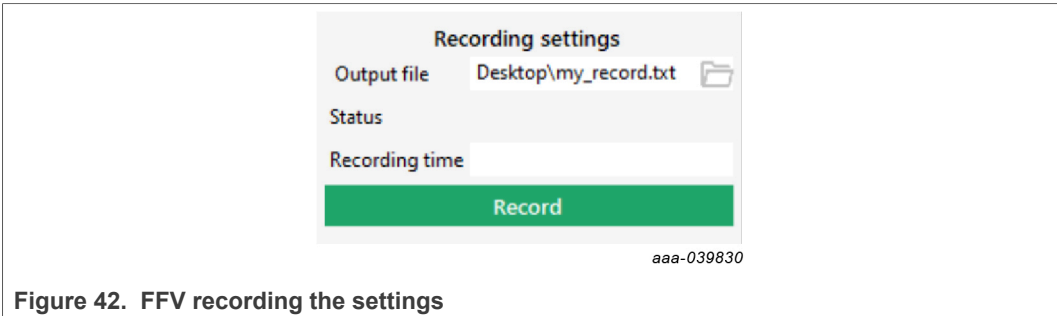 Recording settings
Output file Desktop\my_record.txt
Status
Recording time
Record
aaa-039830
Figure 42. FFV recording the settings